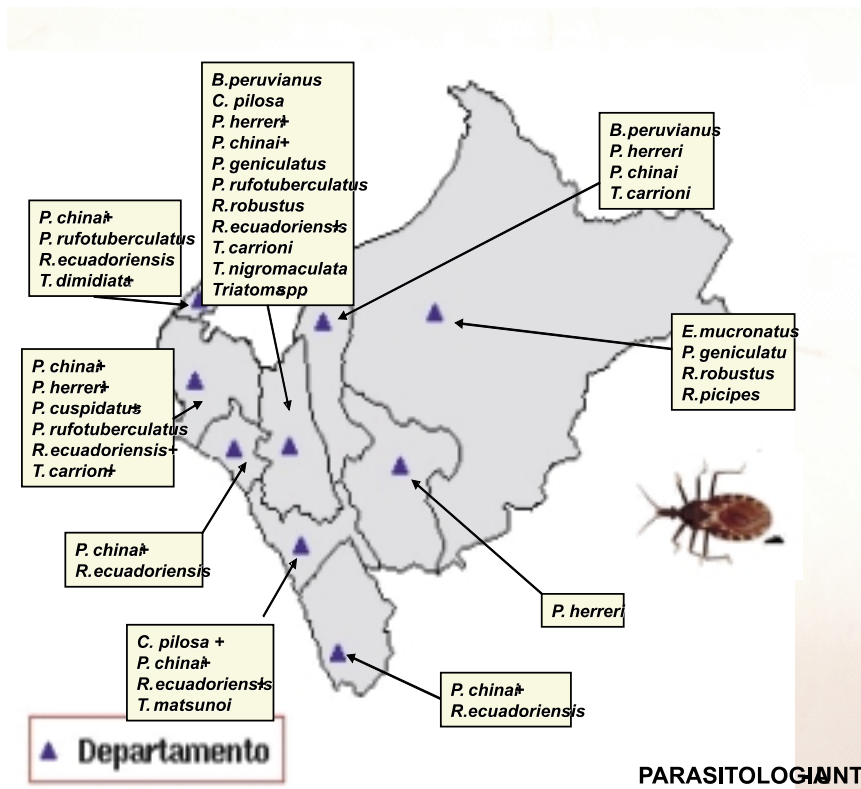 B.peruvianus
C. pilosa
P. herreri+
P. chinai+
P. geniculatus
P. rufotuberculatus
R.robustus
R.ecuadoriensis+
T. carrioni
T. nigromaculata
Triatoma spp
B.peruvianus
P. herreri
P. chinai
T. carrioni
P. chinai+
P. rufotuberculatus
R.ecuadoriensis
T. dimidiata+
E.mucronatus
P. geniculatu
R.robustus
R.picipes
P. chinai+
P. herreri+
P. cuspidatus+
P. rufotuberculatus
R.ecuadoriensis+
T. carrioni+
P. chinai+
R.ecuadoriensis
P. herreri
C. pilosa +
P. chinai+
R.ecuadoriensis+
T. matsunoi
P. chinai+
R.ecuadoriensis
Departamento
PARASITOLOGIA-UNT